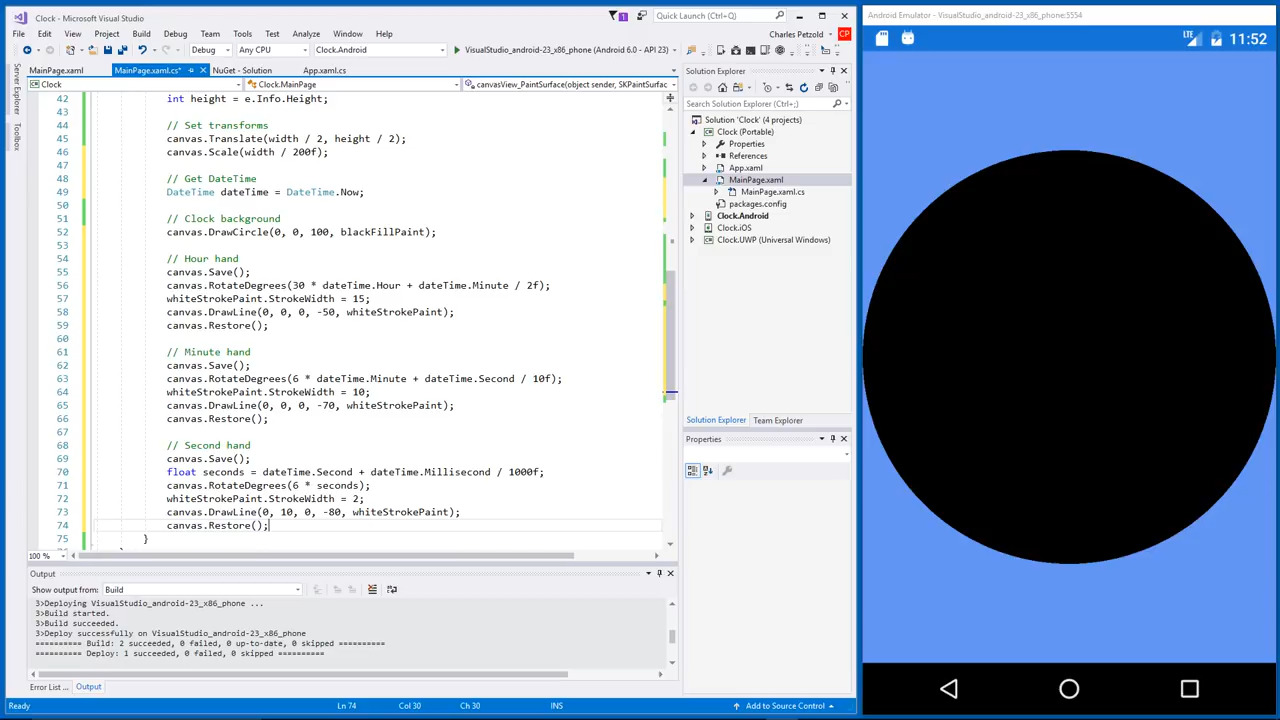 Clock - Microsoft Visual Studio
1
Quick Launch (Ctrl+Q)
File Edit View Project Build Debug Team Tools Test Analyze Window Help
Charles Petzold CP
Debug Any CPU Clock.Android VisualStudio_android-23_x86_phone (Android 6.0 - API 23)
Server Explorer
Toolbox
MainPage.xaml MainPage.xaml.cs* NuGet - Solution App.xaml.cs
Clock Clock.MainPage canvasView_PaintSurface(object sender, SKPaintSurfac
42 int height = e.Info.Height;
43
44 // Set transforms
45 canvas.Translate(width / 2, height / 2);
46 canvas.Scale(width / 200f);
47
48 // Get DateTime
49 DateTime dateTime = DateTime.Now;
50
51 // Clock background
52 canvas.DrawCircle(0, 0, 100, blackFillPaint);
53
54 // Hour hand
55 canvas.Save();
56 canvas.RotateDegrees(30 * dateTime.Hour + dateTime.Minute / 2f);
57 whiteStrokePaint.StrokeWidth = 15;
58 canvas.DrawLine(0, 0, 0, -50, whiteStrokePaint);
59 canvas.Restore();
60
61 // Minute hand
62 canvas.Save();
63 canvas.RotateDegrees(6 * dateTime.Minute + dateTime.Second / 10f);
64 whiteStrokePaint.StrokeWidth = 10;
65 canvas.DrawLine(0, 0, 0, -70, whiteStrokePaint);
66 canvas.Restore();
67
68 // Second hand
69 canvas.Save();
70 float seconds = dateTime.Second + dateTime.Millisecond / 1000f;
71 canvas.RotateDegrees(6 * seconds);
72 whiteStrokePaint.StrokeWidth = 2;
73 canvas.DrawLine(0, 10, 0, -80, whiteStrokePaint);
74 canvas.Restore();
75 }
100 %
Output
Show output from: Build
3>Deploying VisualStudio_android-23_x86_phone ...
3>Build started.
3>Build succeeded.
3>Deploy successfully on VisualStudio_android-23_x86_phone
========== Build: 2 succeeded, 0 failed, 0 up-to-date, 0 skipped ==========
========== Deploy: 1 succeeded, 0 failed, 0 skipped ==========
Error List ... Output
Ready Ln 74 Col 30 Ch 30 INS Add to Source Control
Solution Explorer
Search Solution Explorer (Ctrl+;)
Solution 'Clock' (4 projects)
Clock (Portable)
Properties
References
App.xaml
MainPage.xaml
MainPage.xaml.cs
packages.config
Clock.Android
Clock.iOS
Clock.UWP (Universal Windows)
Solution Explorer Team Explorer
Properties
Android Emulator - VisualStudio_android-23_x86_phone:5554
LTE 11:52